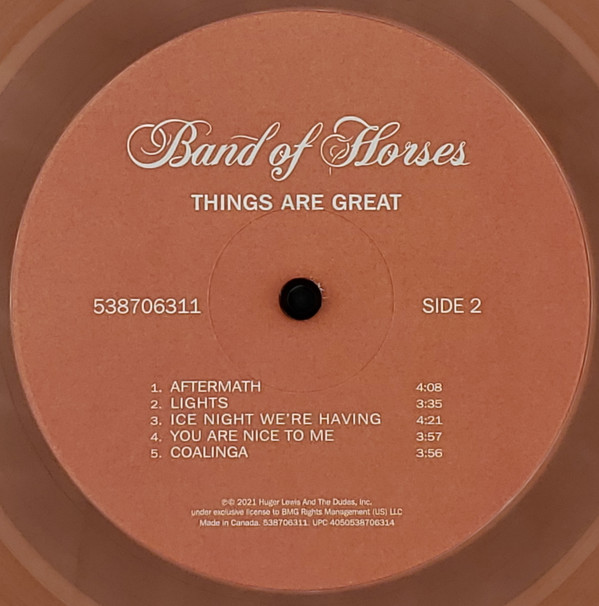 Band of Horses
THINGS ARE GREAT
538706311 SIDE 2
1. AFTERMATH 4:08
2. LIGHTS 3:35
3. ICE NIGHT WE'RE HAVING 4:21
4. YOU ARE NICE TO ME 3:57
5. COALINGA 3:56
℗© 2021 Huger Lewis And The Dudes, Inc.
under exclusive license to BMG Rights Management (US) LLC
Made in Canada. 538706311. UPC 4050538706314